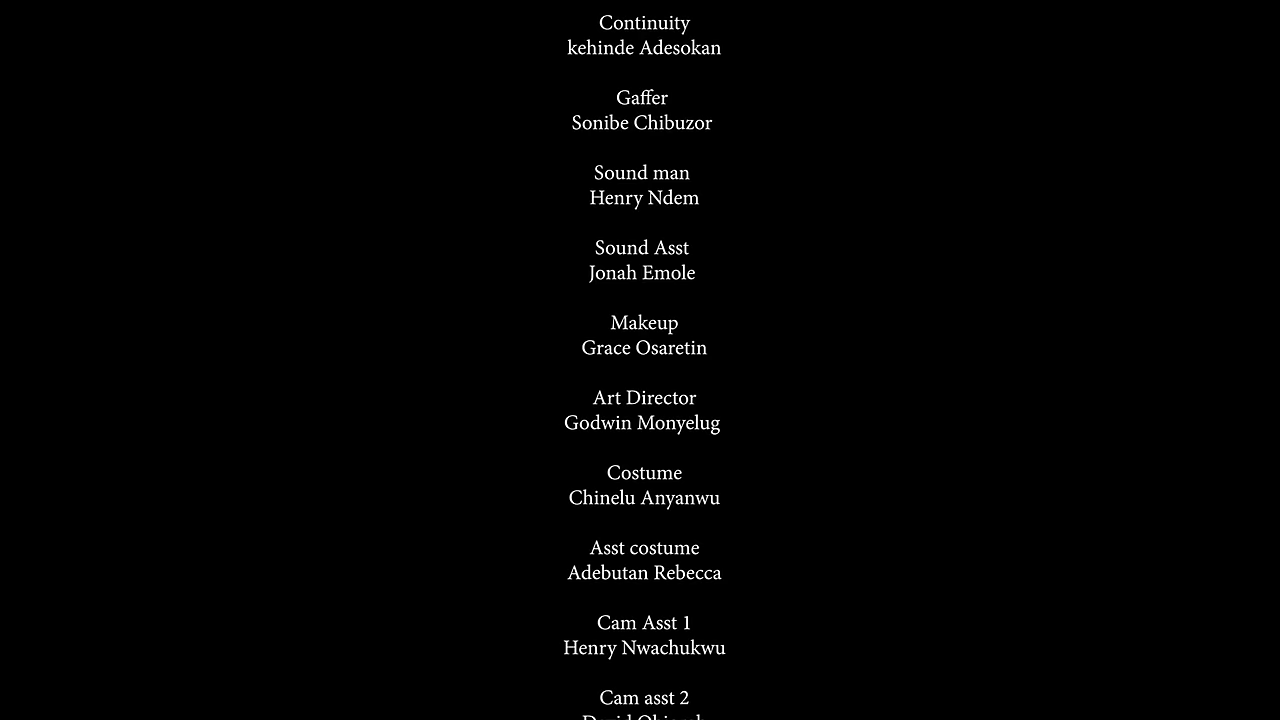 Continuity
kehinde Adesokan
Gaffer
Sonibe Chibuzor
Sound man
Henry Ndem
Sound Asst
Jonah Emole
Makeup
Grace Osaretin
Art Director
Godwin Monyelug
Costume
Chinelu Anyanwu
Asst costume
Adebutan Rebecca
Cam Asst 1
Henry Nwachukwu
Cam asst 2
David